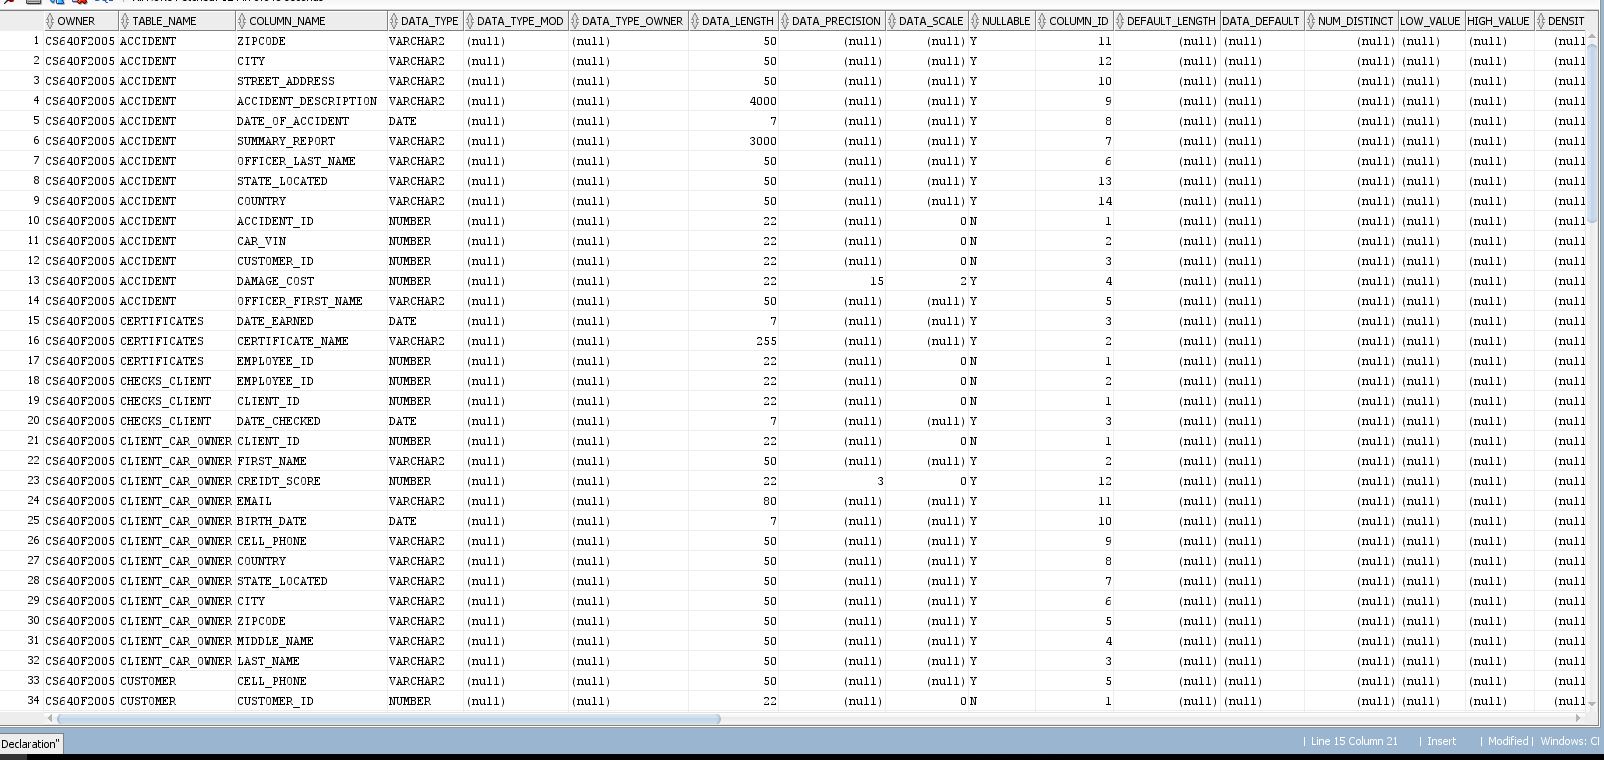 OWNER TABLE_NAME COLUMN_NAME DATA_TYPE DATA_TYPE_MOD DATA_TYPE_OWNER DATA_LENGTH DATA_PRECISION DATA_SCALE NULLABLE COLUMN_ID DEFAULT_LENGTH DATA_DEFAULT NUM_DISTINCT LOW_VALUE HIGH_VALUE DENSIT
1 CS640F2005 ACCIDENT ZIPCODE VARCHAR2 (null) (null) 50 (null) (null) Y 11 (null) (null) (null) (null) (null) (null
2 CS640F2005 ACCIDENT CITY VARCHAR2 (null) (null) 50 (null) (null) Y 12 (null) (null) (null) (null) (null) (null
3 CS640F2005 ACCIDENT STREET_ADDRESS VARCHAR2 (null) (null) 50 (null) (null) Y 10 (null) (null) (null) (null) (null) (null
4 CS640F2005 ACCIDENT ACCIDENT_DESCRIPTION VARCHAR2 (null) (null) 4000 (null) (null) Y 9 (null) (null) (null) (null) (null) (null
5 CS640F2005 ACCIDENT DATE_OF_ACCIDENT DATE (null) (null) 7 (null) (null) Y 8 (null) (null) (null) (null) (null) (null
6 CS640F2005 ACCIDENT SUMMARY_REPORT VARCHAR2 (null) (null) 3000 (null) (null) Y 7 (null) (null) (null) (null) (null) (null
7 CS640F2005 ACCIDENT OFFICER_LAST_NAME VARCHAR2 (null) (null) 50 (null) (null) Y 6 (null) (null) (null) (null) (null) (null
8 CS640F2005 ACCIDENT STATE_LOCATED VARCHAR2 (null) (null) 50 (null) (null) Y 13 (null) (null) (null) (null) (null) (null
9 CS640F2005 ACCIDENT COUNTRY VARCHAR2 (null) (null) 50 (null) (null) Y 14 (null) (null) (null) (null) (null) (null
10 CS640F2005 ACCIDENT ACCIDENT_ID NUMBER (null) (null) 22 (null) 0 N 1 (null) (null) (null) (null) (null) (null
11 CS640F2005 ACCIDENT CAR_VIN NUMBER (null) (null) 22 (null) 0 N 2 (null) (null) (null) (null) (null) (null
12 CS640F2005 ACCIDENT CUSTOMER_ID NUMBER (null) (null) 22 (null) 0 N 3 (null) (null) (null) (null) (null) (null
13 CS640F2005 ACCIDENT DAMAGE_COST NUMBER (null) (null) 22 15 2 Y 4 (null) (null) (null) (null) (null) (null
14 CS640F2005 ACCIDENT OFFICER_FIRST_NAME VARCHAR2 (null) (null) 50 (null) (null) Y 5 (null) (null) (null) (null) (null) (null
15 CS640F2005 CERTIFICATES DATE_EARNED DATE (null) (null) 7 (null) (null) Y 3 (null) (null) (null) (null) (null) (null
16 CS640F2005 CERTIFICATES CERTIFICATE_NAME VARCHAR2 (null) (null) 255 (null) (null) Y 2 (null) (null) (null) (null) (null) (null
17 CS640F2005 CERTIFICATES EMPLOYEE_ID NUMBER (null) (null) 22 (null) 0 N 1 (null) (null) (null) (null) (null) (null
18 CS640F2005 CHECKS_CLIENT EMPLOYEE_ID NUMBER (null) (null) 22 (null) 0 N 2 (null) (null) (null) (null) (null) (null
19 CS640F2005 CHECKS_CLIENT CLIENT_ID NUMBER (null) (null) 22 (null) 0 N 1 (null) (null) (null) (null) (null) (null
20 CS640F2005 CHECKS_CLIENT DATE_CHECKED DATE (null) (null) 7 (null) (null) Y 3 (null) (null) (null) (null) (null) (null
21 CS640F2005 CLIENT_CAR_OWNER CLIENT_ID NUMBER (null) (null) 22 (null) 0 N 1 (null) (null) (null) (null) (null) (null
22 CS640F2005 CLIENT_CAR_OWNER FIRST_NAME VARCHAR2 (null) (null) 50 (null) (null) Y 2 (null) (null) (null) (null) (null) (null
23 CS640F2005 CLIENT_CAR_OWNER CREIDT_SCORE NUMBER (null) (null) 22 3 0 Y 12 (null) (null) (null) (null) (null) (null
24 CS640F2005 CLIENT_CAR_OWNER EMAIL VARCHAR2 (null) (null) 80 (null) (null) Y 11 (null) (null) (null) (null) (null) (null
25 CS640F2005 CLIENT_CAR_OWNER BIRTH_DATE DATE (null) (null) 7 (null) (null) Y 10 (null) (null) (null) (null) (null) (null
26 CS640F2005 CLIENT_CAR_OWNER CELL_PHONE VARCHAR2 (null) (null) 50 (null) (null) Y 9 (null) (null) (null) (null) (null) (null
27 CS640F2005 CLIENT_CAR_OWNER COUNTRY VARCHAR2 (null) (null) 50 (null) (null) Y 8 (null) (null) (null) (null) (null) (null
28 CS640F2005 CLIENT_CAR_OWNER STATE_LOCATED VARCHAR2 (null) (null) 50 (null) (null) Y 7 (null) (null) (null) (null) (null) (null
29 CS640F2005 CLIENT_CAR_OWNER CITY VARCHAR2 (null) (null) 50 (null) (null) Y 6 (null) (null) (null) (null) (null) (null
30 CS640F2005 CLIENT_CAR_OWNER ZIPCODE VARCHAR2 (null) (null) 50 (null) (null) Y 5 (null) (null) (null) (null) (null) (null
31 CS640F2005 CLIENT_CAR_OWNER MIDDLE_NAME VARCHAR2 (null) (null) 50 (null) (null) Y 4 (null) (null) (null) (null) (null) (null
32 CS640F2005 CLIENT_CAR_OWNER LAST_NAME VARCHAR2 (null) (null) 50 (null) (null) Y 3 (null) (null) (null) (null) (null) (null
33 CS640F2005 CUSTOMER CELL_PHONE VARCHAR2 (null) (null) 50 (null) (null) Y 5 (null) (null) (null) (null) (null) (null
34 CS640F2005 CUSTOMER CUSTOMER_ID NUMBER (null) (null) 22 (null) 0 N 1 (null) (null) (null) (null) (null) (null
Declaration"
| Line 15 Column 21 | Insert | Modified | Windows: C